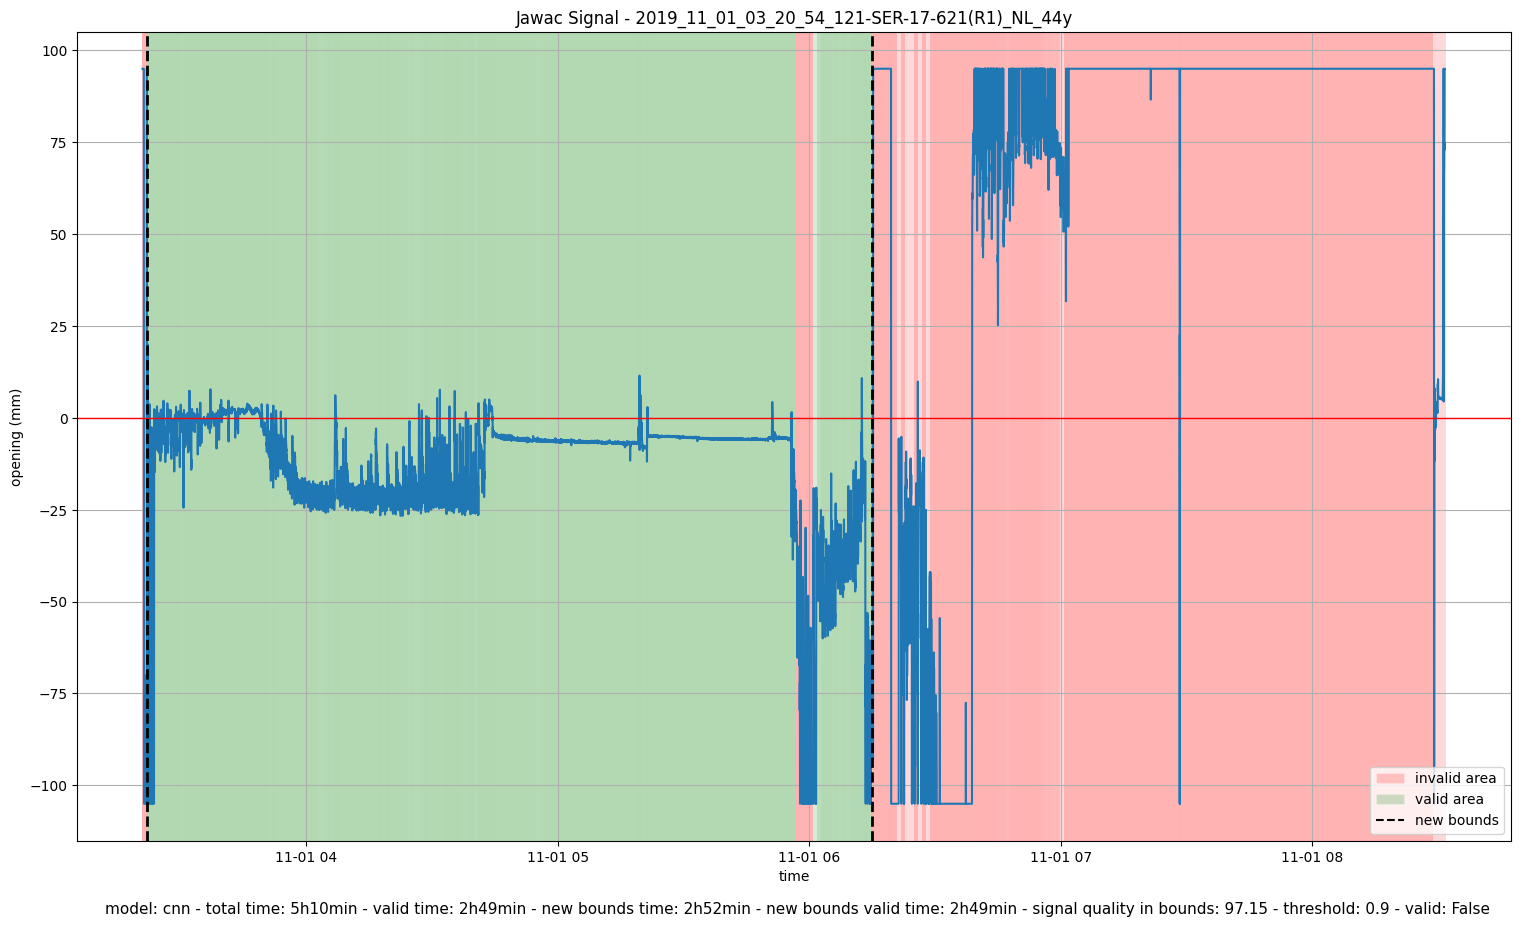 Jawac Signal - 2019_11_01_03_20_54_121-SER-17-621(R1)_NL_44y
100
75
50
25
0
−25
−50
−75
−100
opening (mm)
invalid area
valid area
new bounds
11-01 04
11-01 05
11-01 06
11-01 07
11-01 08
time
model: cnn - total time: 5h10min - valid time: 2h49min - new bounds time: 2h52min - new bounds valid time: 2h49min - signal quality in bounds: 97.15 - threshold: 0.9 - valid: False